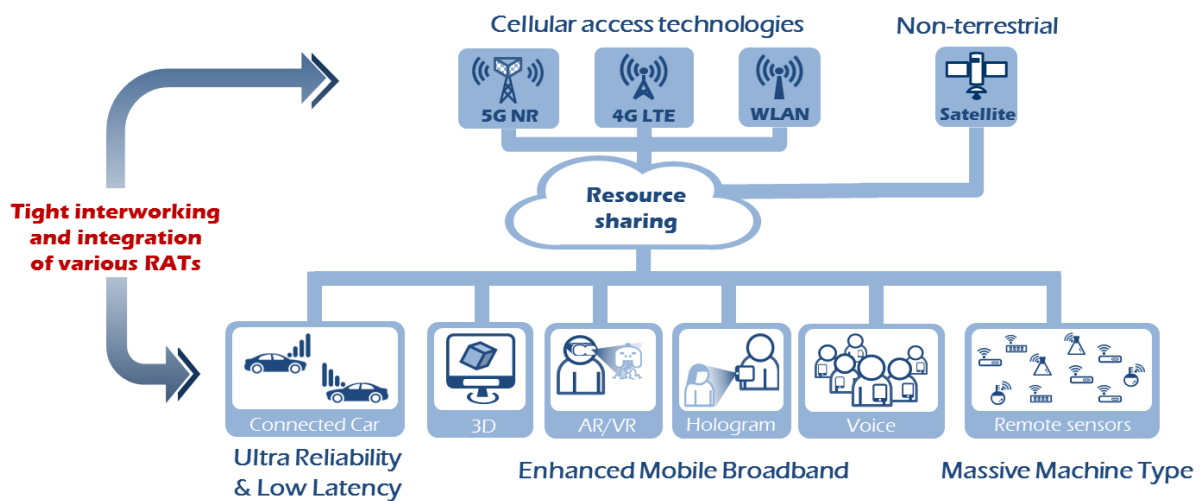 Cellular access technologies
Non-terrestrial
5G NR
4G LTE
WLAN
Satellite
Resource
sharing
Tight interworking
and integration
of various RATs
Connected Car
3D
AR/VR
Hologram
Voice
Remote sensors
Ultra Reliability
& Low Latency
Enhanced Mobile Broadband
Massive Machine Type